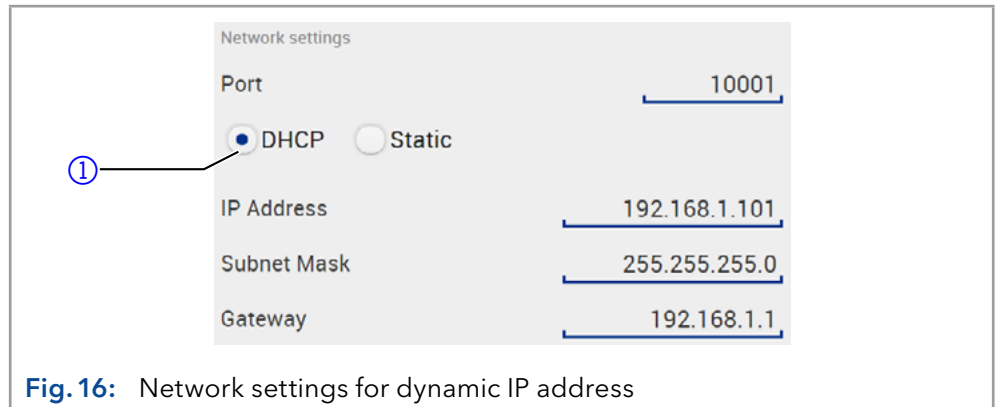 Network settings
Port 10001
DHCP Static
1
IP Address 192.168.1.101
Subnet Mask 255.255.255.0
Gateway 192.168.1.1
Fig. 16: Network settings for dynamic IP address